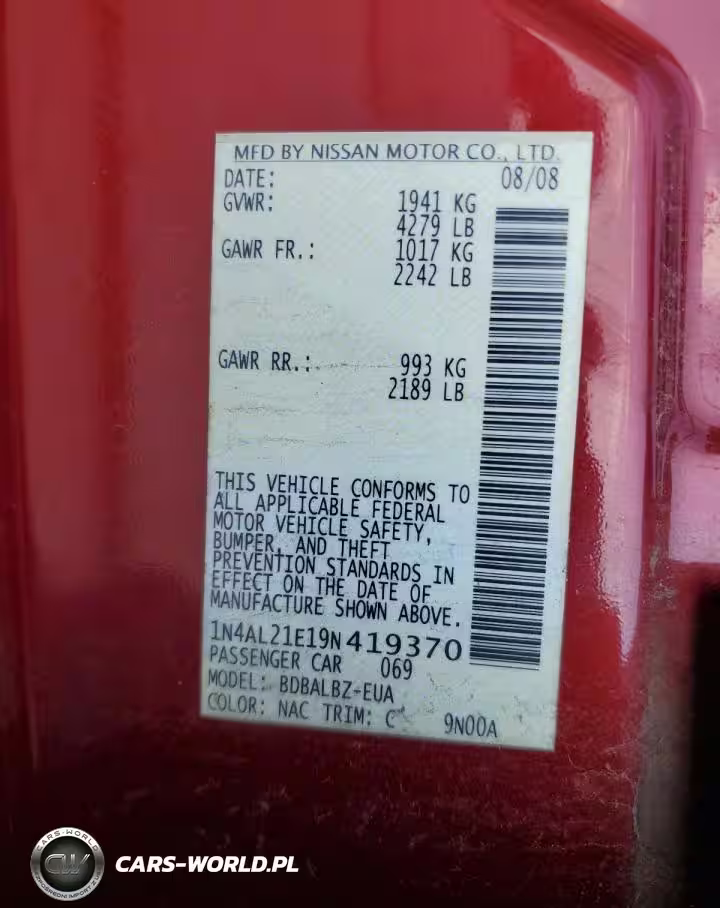 MFD BY NISSAN MOTOR CO., LTD.
DATE: 08/08
GVWR: 1941 KG
4279 LB
GAWR FR.: 1017 KG
2242 LB
GAWR RR.: 993 KG
2189 LB
THIS VEHICLE CONFORMS TO
ALL APPLICABLE FEDERAL
MOTOR VEHICLE SAFETY,
BUMPER, AND THEFT
PREVENTION STANDARDS IN
EFFECT ON THE DATE OF
MANUFACTURE SHOWN ABOVE.
1N4AL21E19N419370
PASSENGER CAR 069
MODEL: BDBALBZ-EUA
COLOR: NAC TRIM: C 9N00A
CARS-WORLD
CW
CARS-WORLD.PL